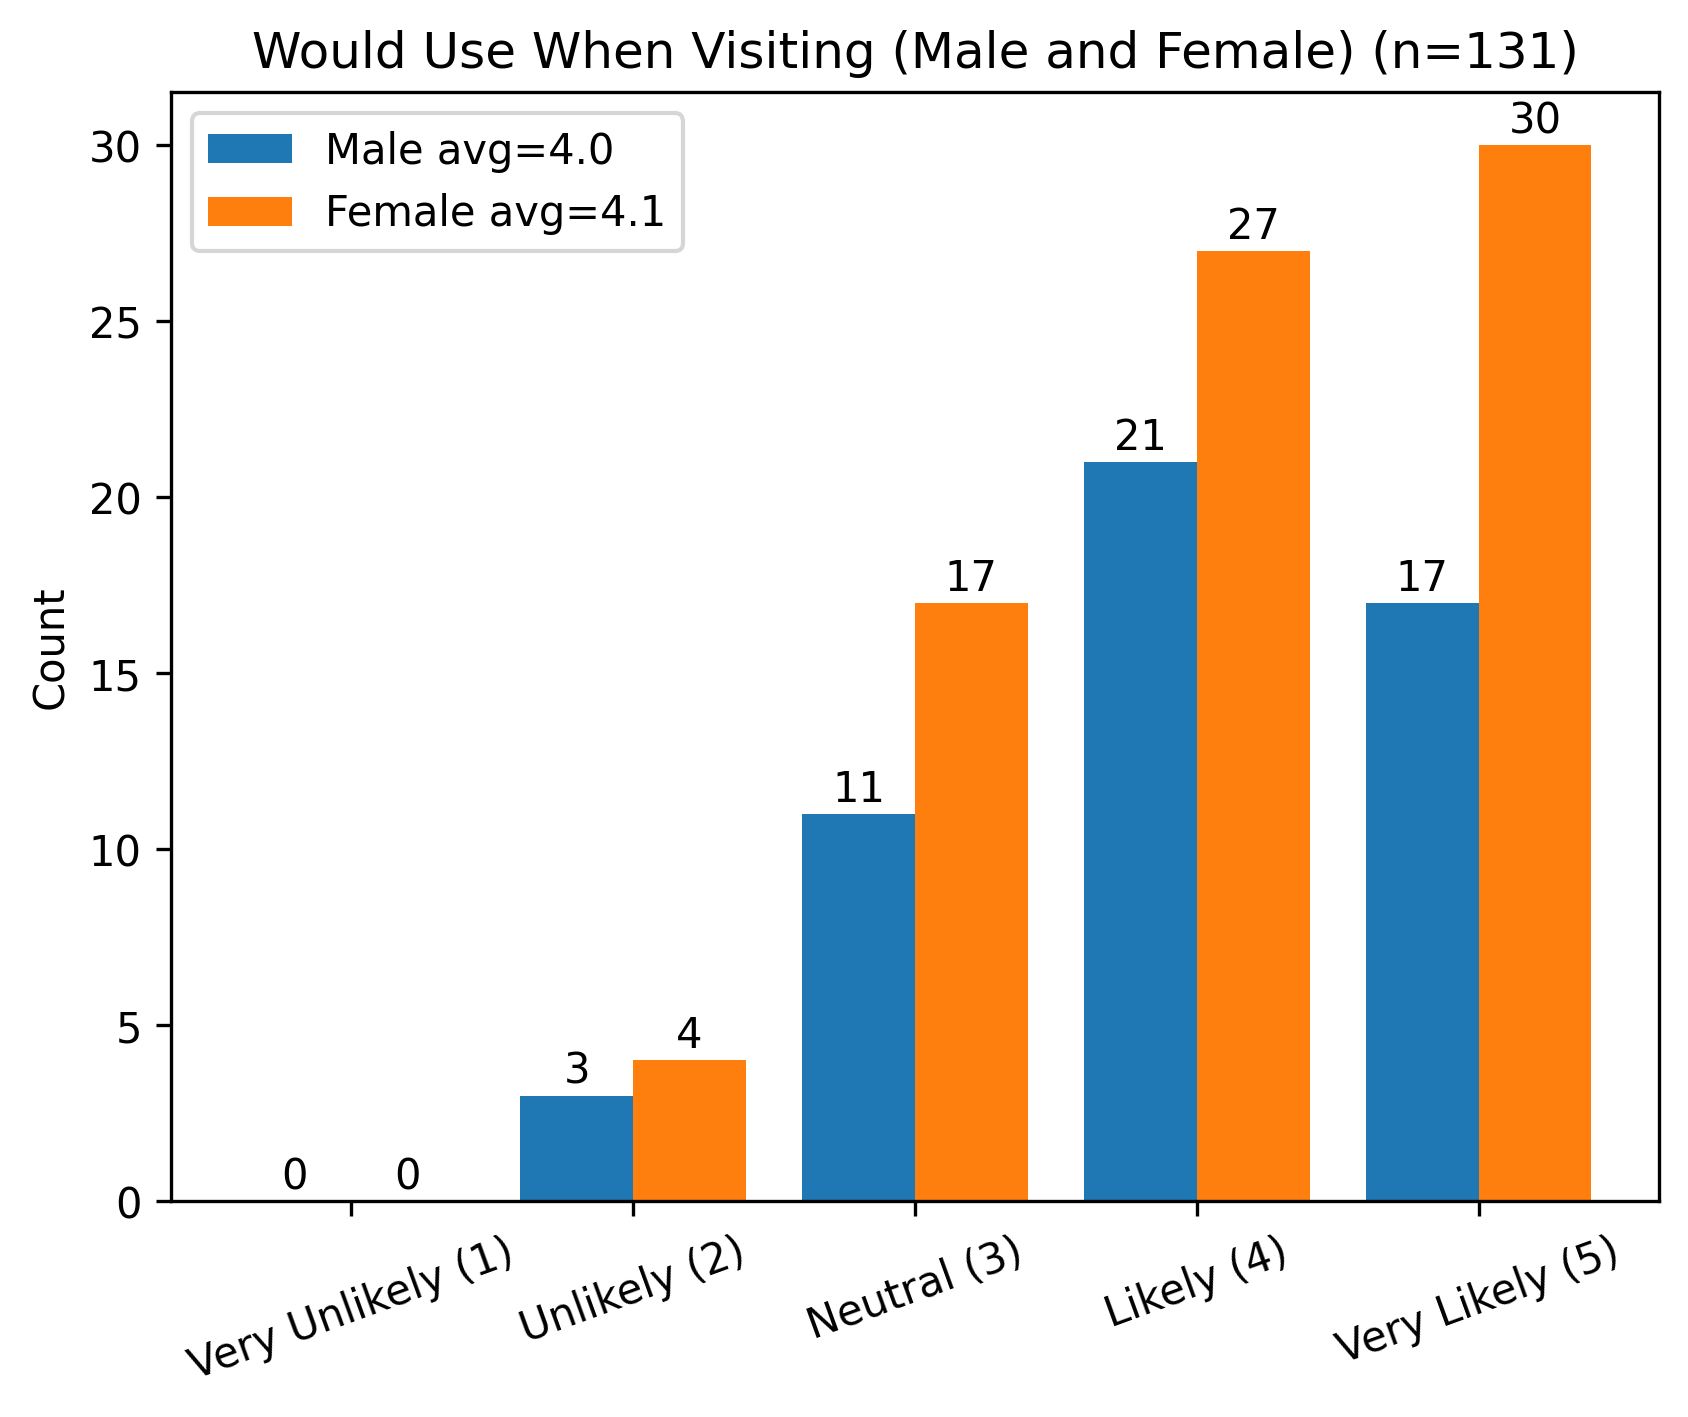 Would Use When Visiting (Male and Female) (n=131)
Male avg=4.0
Female avg=4.1
Count
30
25
20
15
10
5
0
0
0
3
4
11
17
21
27
17
30
Very Unlikely (1)
Unlikely (2)
Neutral (3)
Likely (4)
Very Likely (5)